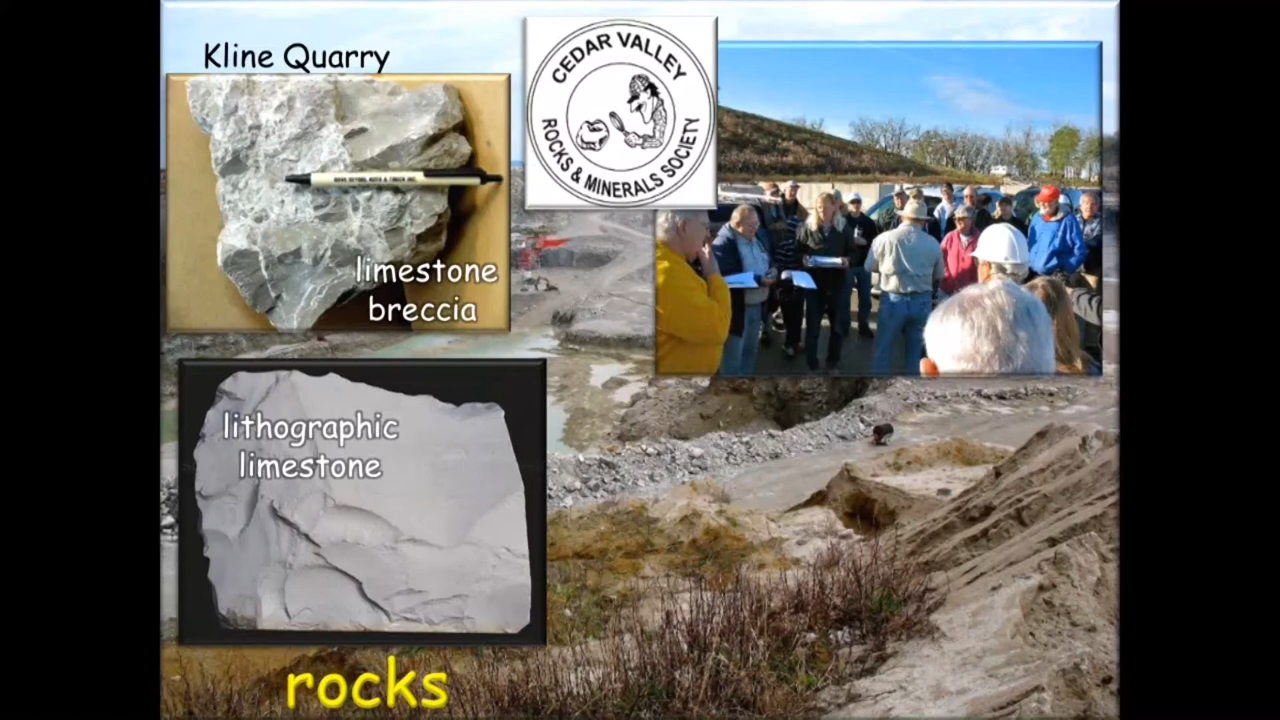 Kline Quarry
CEDAR VALLEY
ROCKS & MINERALS SOCIETY
limestone
breccia
lithographic
limestone
rocks